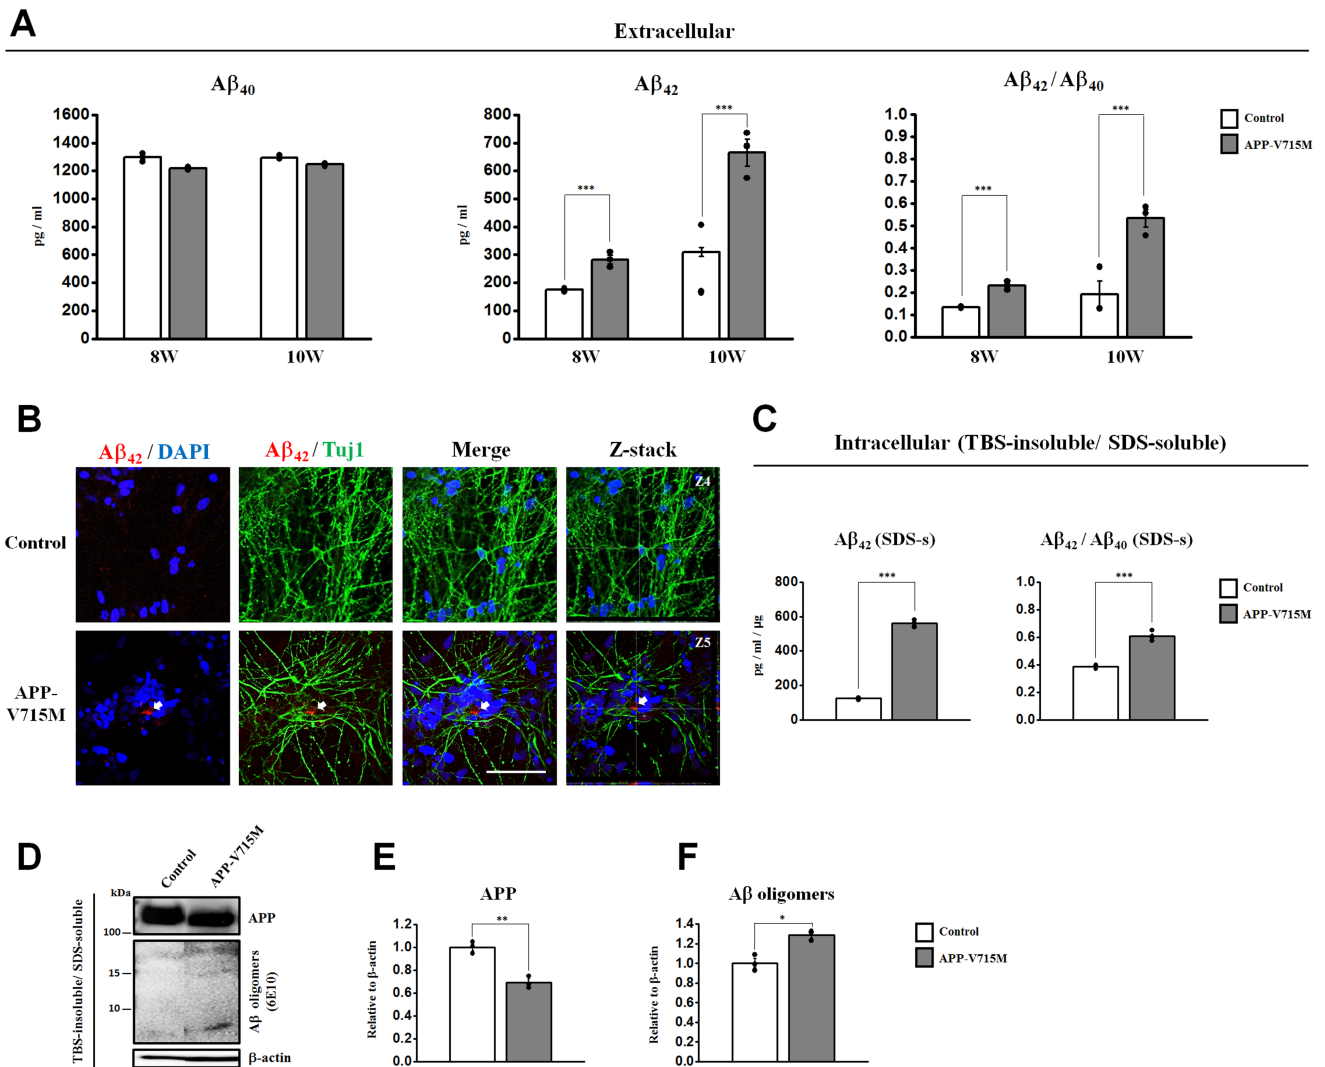 A
Extracellular
Aβ40
1600
1400
1200
1000
800
600
400
200
0
pg / ml
8W
10W
Aβ42
800
700
600
500
400
300
200
100
0
pg / ml
***
***
8W
10W
Aβ42 / Aβ40
1.0
0.9
0.8
0.7
0.6
0.5
0.4
0.3
0.2
0.1
0.0
***
***
8W
10W
Control
APP-V715M
B
Aβ42 / DAPI
Aβ42 / Tuj1
Merge
Z-stack
Control
Z4
APP-
V715M
Z5
C
Intracellular (TBS-insoluble/ SDS-soluble)
Aβ42 (SDS-s)
800
600
400
200
0
pg / ml / μg
***
Aβ42 / Aβ40 (SDS-s)
1.0
0.8
0.6
0.4
0.2
0.0
***
Control
APP-V715M
D
Control
APP-V715M
TBS-insoluble/ SDS-soluble
kDa
100
15
10
APP
Aβ oligomers
(6E10)
β-actin
E
APP
1.2
1.0
0.8
0.6
0.4
0.2
0.0
Relative to β-actin
**
F
Aβ oligomers
1.4
1.2
1.0
0.8
0.6
0.4
0.2
0.0
Relative to β-actin
*
Control
APP-V715M